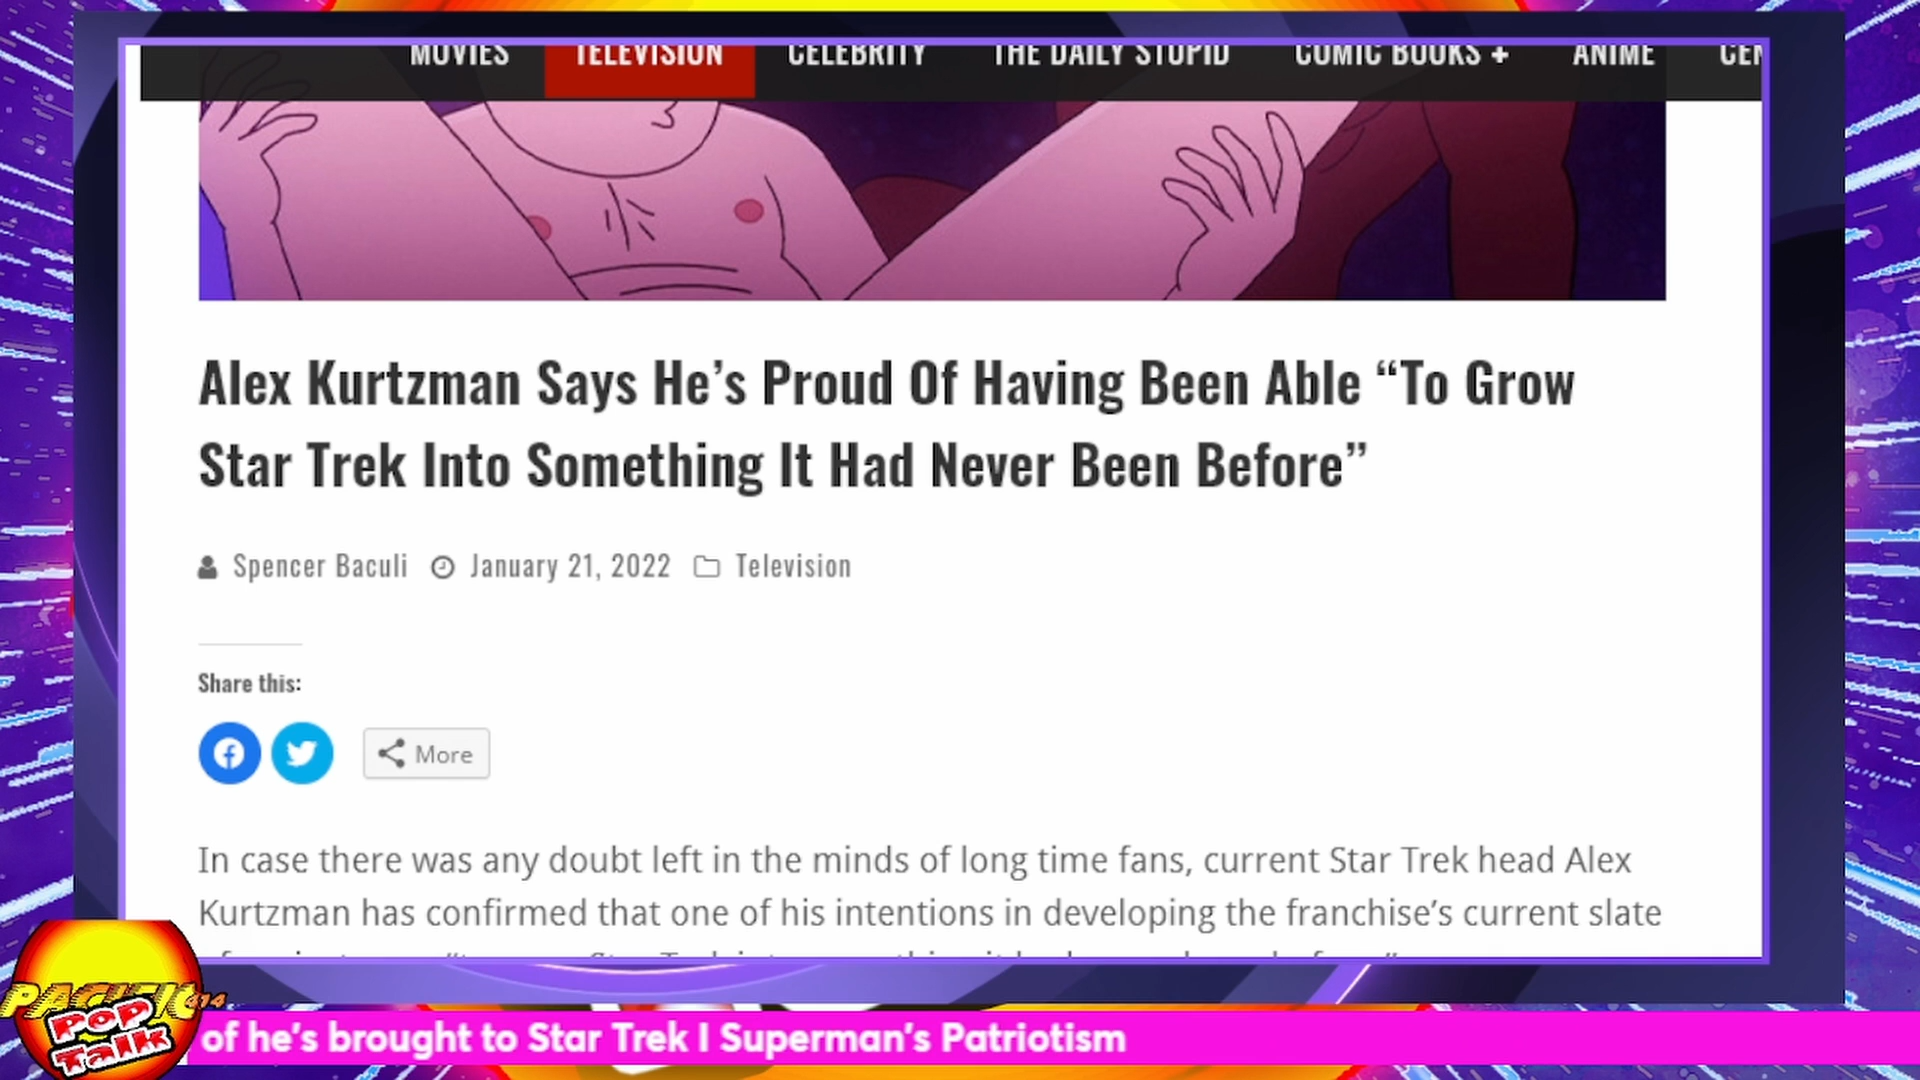 MOVIES TELEVISION CELEBRITY THE DAILY STUPID COMIC BOOKS + ANIME
Alex Kurtzman Says He’s Proud Of Having Been Able “To Grow
Star Trek Into Something It Had Never Been Before”
Spencer Baculi January 21, 2022 Television
Share this:
More
In case there was any doubt left in the minds of long time fans, current Star Trek head Alex
Kurtzman has confirmed that one of his intentions in developing the franchise’s current slate
PACIFIC414
POP
Talk
of he's brought to Star Trek I Superman's Patriotism